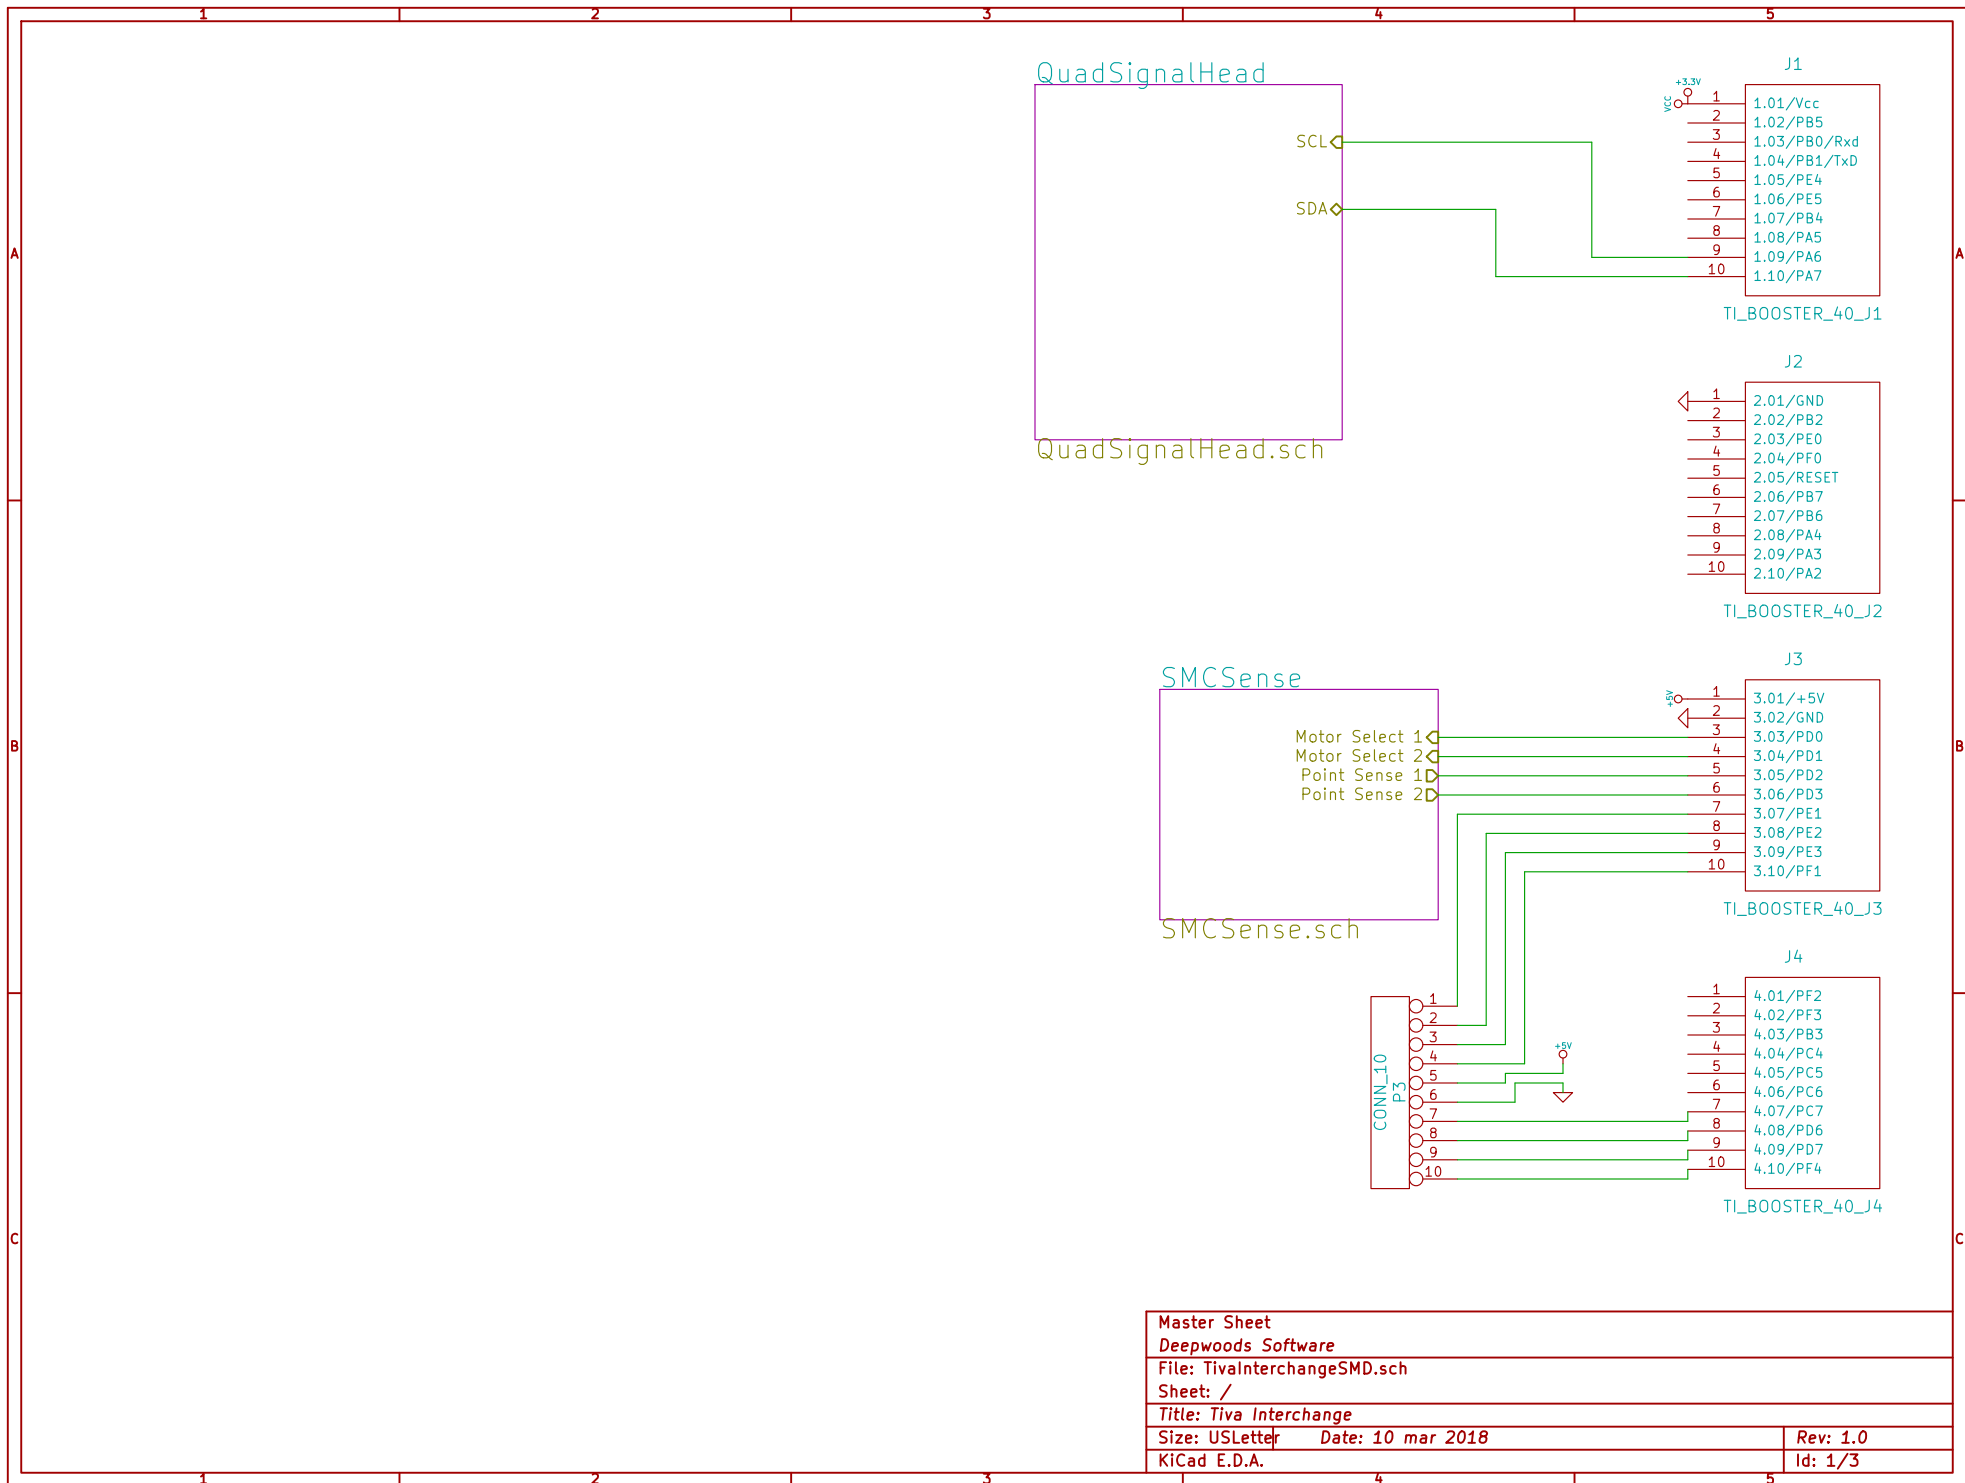 1 2 3 4 5
A
B
C
A
B
C
1 2 3 4 5
QuadSignalHead
SCL
SDA
QuadSignalHead.sch
J1
+3.3V
VCC
1 1.01/Vcc
2 1.02/PB5
3 1.03/PB0/Rxd
4 1.04/PB1/TxD
5 1.05/PE4
6 1.06/PE5
7 1.07/PB4
8 1.08/PA5
9 1.09/PA6
10 1.10/PA7
TI_BOOSTER_40_J1
J2
1 2.01/GND
2 2.02/PB2
3 2.03/PE0
4 2.04/PF0
5 2.05/RESET
6 2.06/PB7
7 2.07/PB6
8 2.08/PA4
9 2.09/PA3
10 2.10/PA2
TI_BOOSTER_40_J2
SMCSense
Motor Select 1
Motor Select 2
Point Sense 1
Point Sense 2
SMCSense.sch
J3
+5V
1 3.01/+5V
2 3.02/GND
3 3.03/PD0
4 3.04/PD1
5 3.05/PD2
6 3.06/PD3
7 3.07/PE1
8 3.08/PE2
9 3.09/PE3
10 3.10/PF1
TI_BOOSTER_40_J3
CONN_10
P3
1
2
3
4
5
6
7
8
9
10
+5V
J4
1 4.01/PF2
2 4.02/PF3
3 4.03/PB3
4 4.04/PC4
5 4.05/PC5
6 4.06/PC6
7 4.07/PC7
8 4.08/PD6
9 4.09/PD7
10 4.10/PF4
TI_BOOSTER_40_J4
Master Sheet
Deepwoods Software
File: TivaInterchangeSMD.sch
Sheet: /
Title: Tiva Interchange
Size: USLetter Date: 10 mar 2018 Rev: 1.0
KiCad E.D.A. Id: 1/3